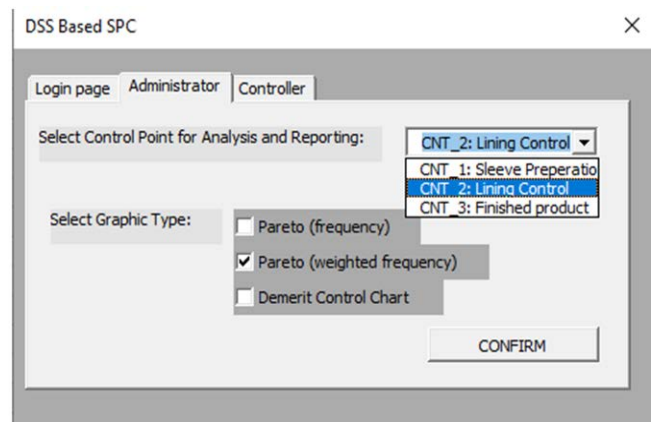 DSS Based SPC
Login page Administrator Controller
Select Control Point for Analysis and Reporting: CNT_2: Lining Control
CNT_1: Sleeve Preperatio
CNT_2: Lining Control
CNT_3: Finished product
Select Graphic Type:
Pareto (frequency)
Pareto (weighted frequency)
Demerit Control Chart
CONFIRM